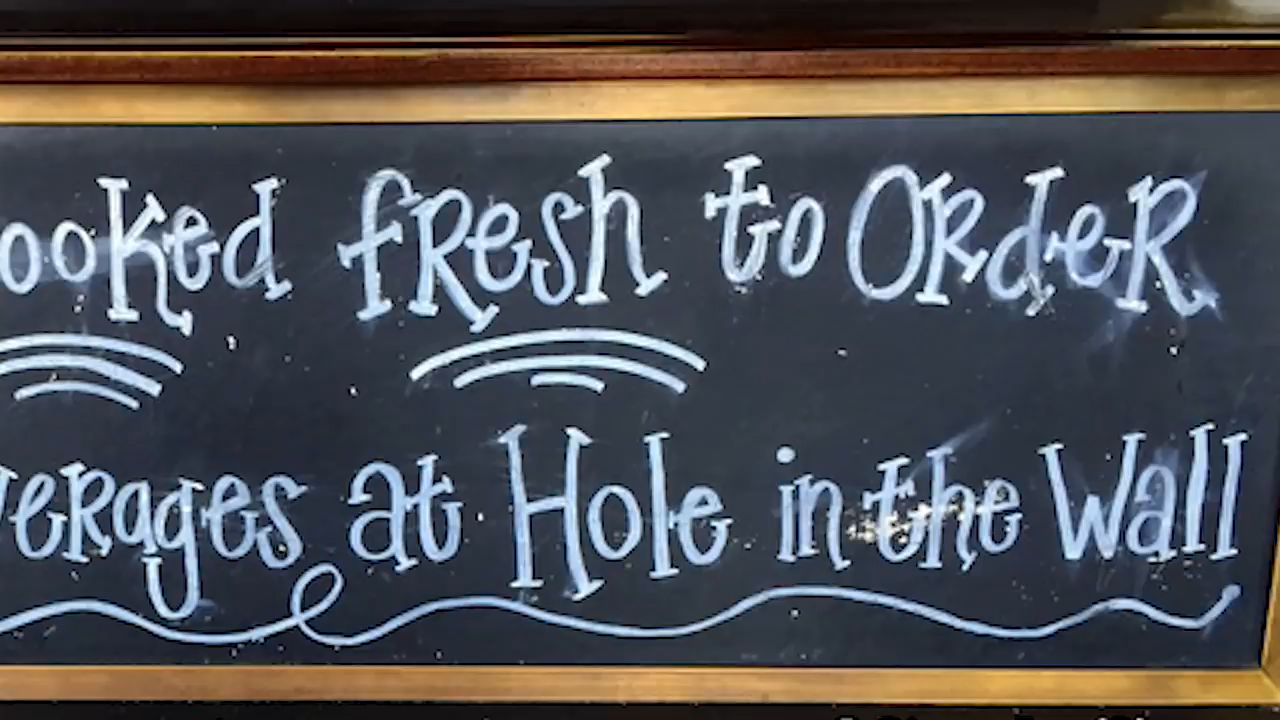 ooked fresh to Order
verages at Hole in the Wall